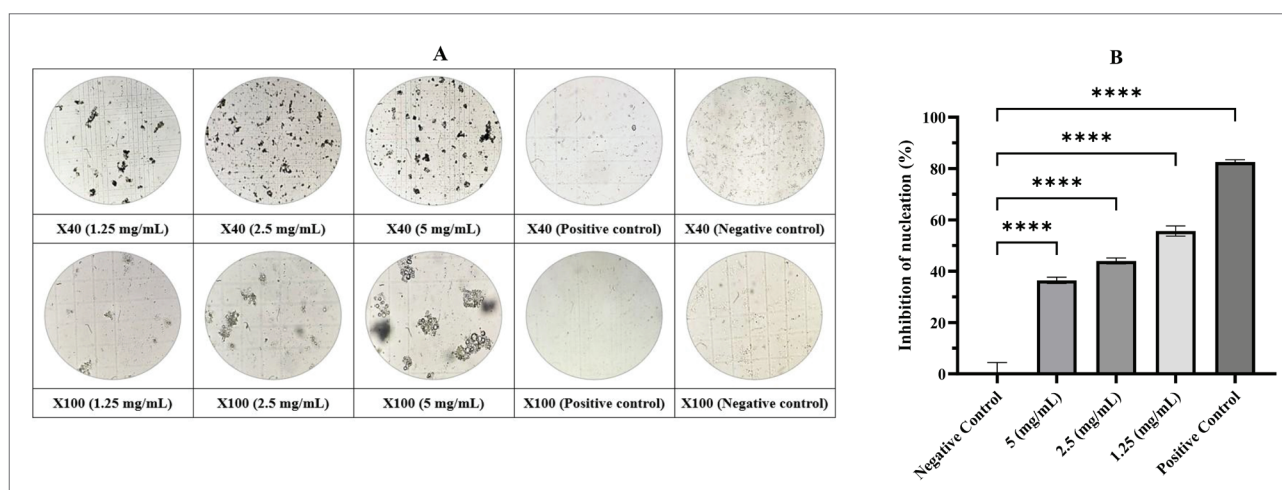 A
X40 (1.25 mg/mL) X40 (2.5 mg/mL) X40 (5 mg/mL) X40 (Positive control) X40 (Negative control)
X100 (1.25 mg/mL) X100 (2.5 mg/mL) X100 (5 mg/mL) X100 (Positive control) X100 (Negative control)
B
****
****
****
****
Inhibition of nucleation (%)
100
80
60
40
20
0
Negative Control
5 (mg/mL)
2.5 (mg/mL)
1.25 (mg/mL)
Positive Control